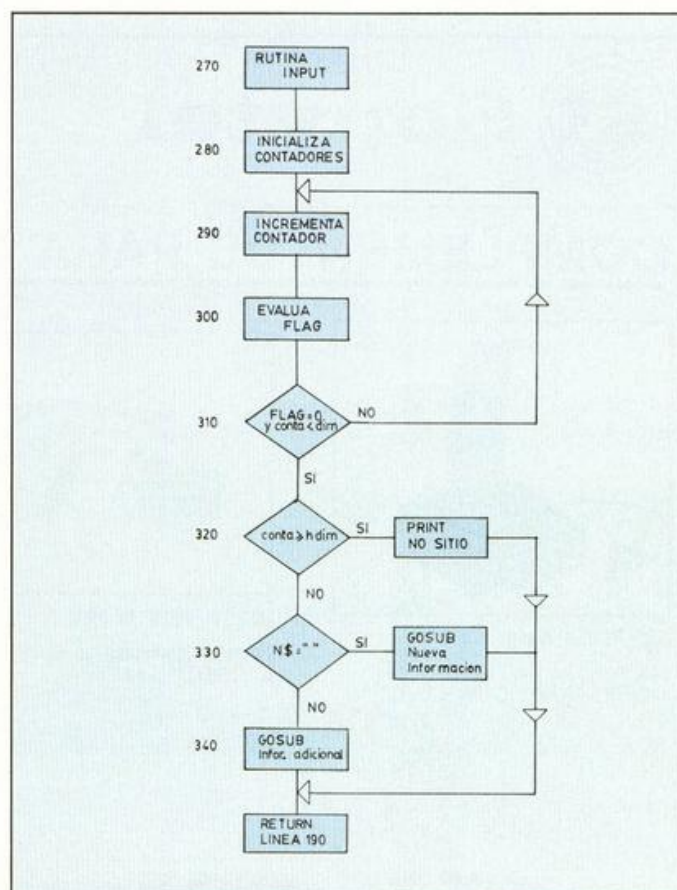 270
RUTINA
INPUT
280
INICIALIZA
CONTADORES
290
INCREMENTA
CONTADOR
300
EVALUA
FLAG
310
FLAG=0
y conta<dim
NO
SI
320
conta>hdim
SI
PRINT
NO SITIO
NO
330
N$=" "
SI
GOSUB
Nueva
Informacion
NO
340
GOSUB
Infor. adicional
RETURN
LINEA 190